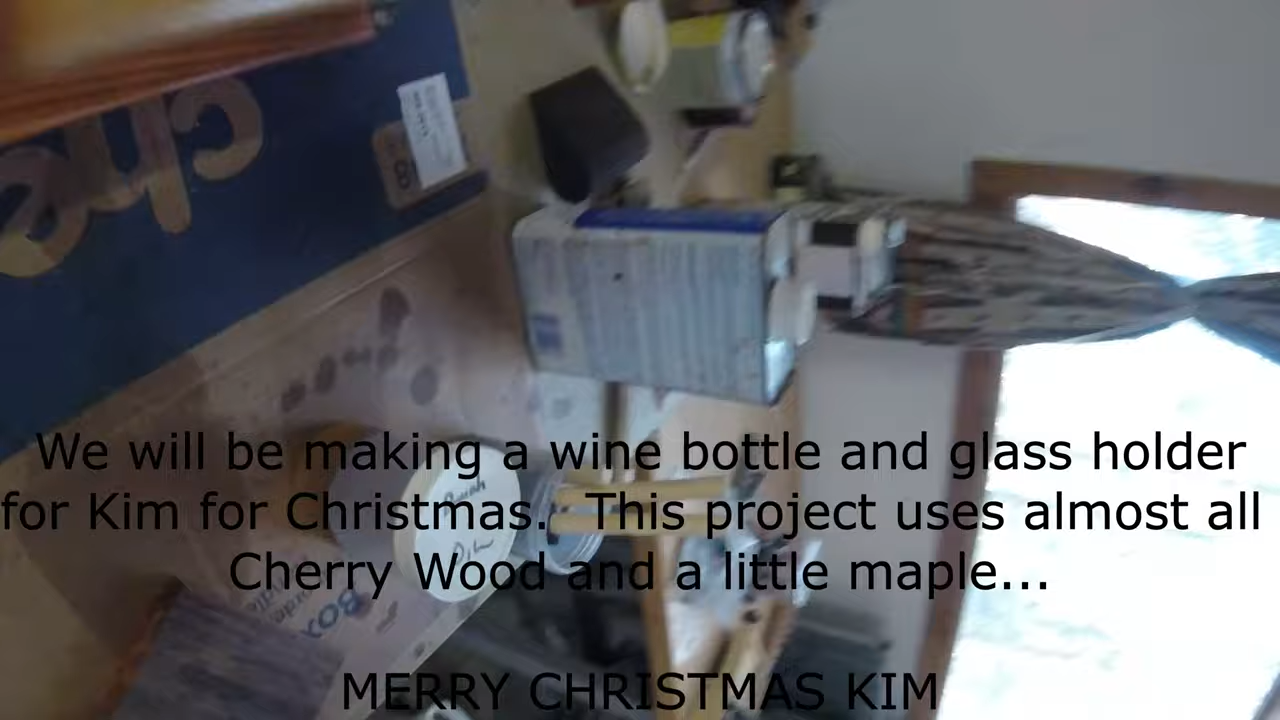 We will be making a wine bottle and glass holder
for Kim for Christmas.  This project uses almost all
Cherry Wood and a little maple...
MERRY CHRISTMAS KIM